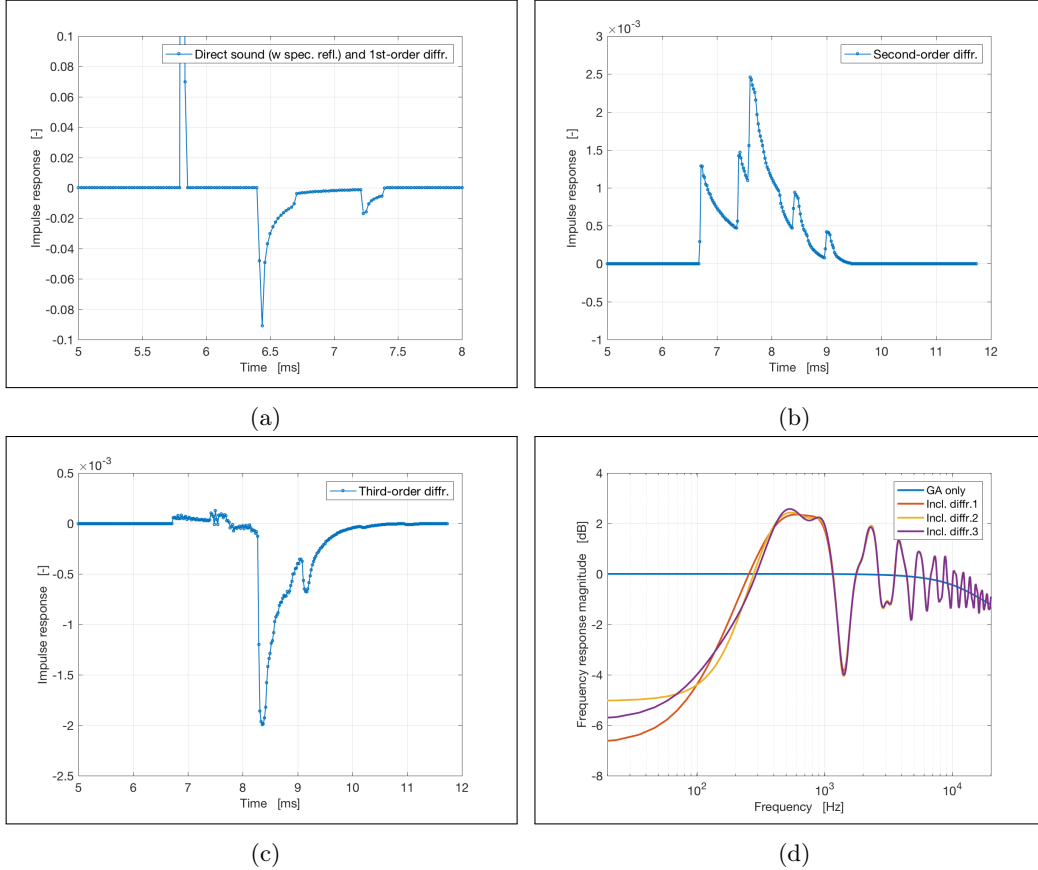 Direct sound (w spec. refl.) and 1st-order diffr.
Impulse response [-]
0.1
0.08
0.06
0.04
0.02
0
-0.02
-0.04
-0.06
-0.08
-0.1
5 5.5 6 6.5 7 7.5 8
Time [ms]
(a)
×10⁻³
Second-order diffr.
Impulse response [-]
3
2.5
2
1.5
1
0.5
0
-0.5
-1
5 6 7 8 9 10 11 12
Time [ms]
(b)
×10⁻³
Third-order diffr.
Impulse response [-]
0.5
0
-0.5
-1
-1.5
-2
-2.5
5 6 7 8 9 10 11 12
Time [ms]
(c)
GA only
Incl. diffr.1
Incl. diffr.2
Incl. diffr.3
Frequency response magnitude [dB]
4
2
0
-2
-4
-6
-8
10² 10³ 10⁴
Frequency [Hz]
(d)